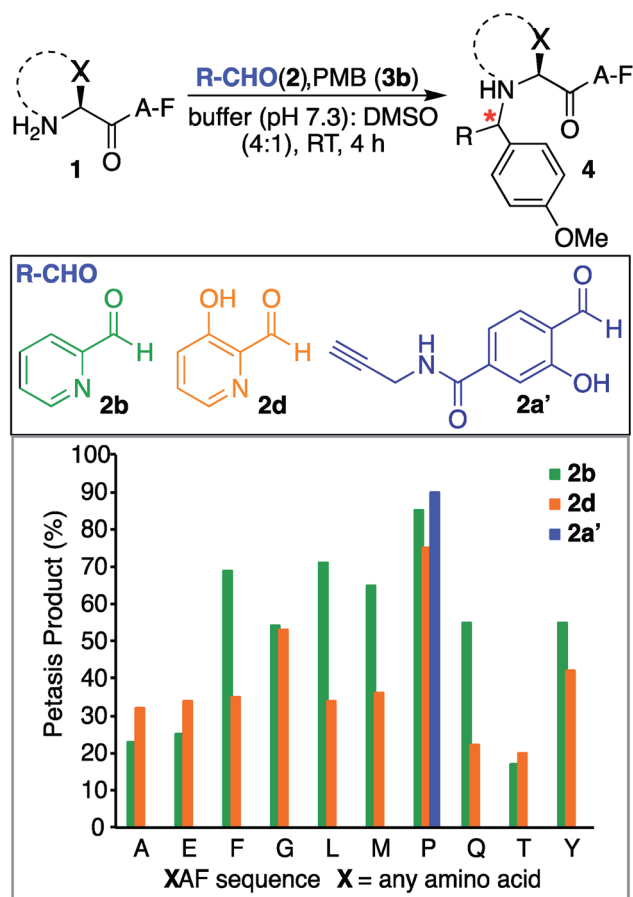 R-CHO(2),PMB (3b)
buffer (pH 7.3): DMSO
(4:1), RT, 4 h
X
A-F
H2N
O
1
X
A-F
HN
O
R
*
4
OMe
R-CHO
O
H
N
2b
OH
O
H
N
2d
O
H
H
N
OH
O
2a'
Petasis Product (%)
100
90
80
70
60
50
40
30
20
10
0
2b
2d
2a'
A E F G L M P Q T Y
XAF sequence X = any amino acid